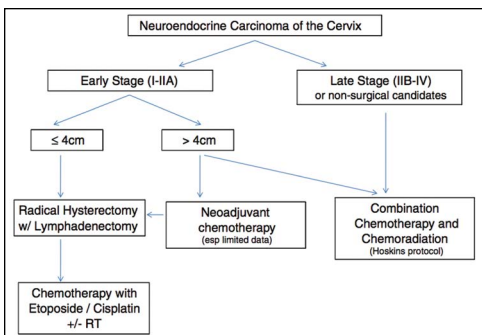 Neuroendocrine Carcinoma of the Cervix
Early Stage (I-IIA)
Late Stage (IIB-IV)
or non-surgical candidates
≤ 4cm
> 4cm
Radical Hysterectomy
w/ Lymphadenectomy
Neoadjuvant
chemotherapy
(esp limited data)
Combination
Chemotherapy and
Chemoradiation
(Hoskins protocol)
Chemotherapy with
Etoposide / Cisplatin
+/- RT